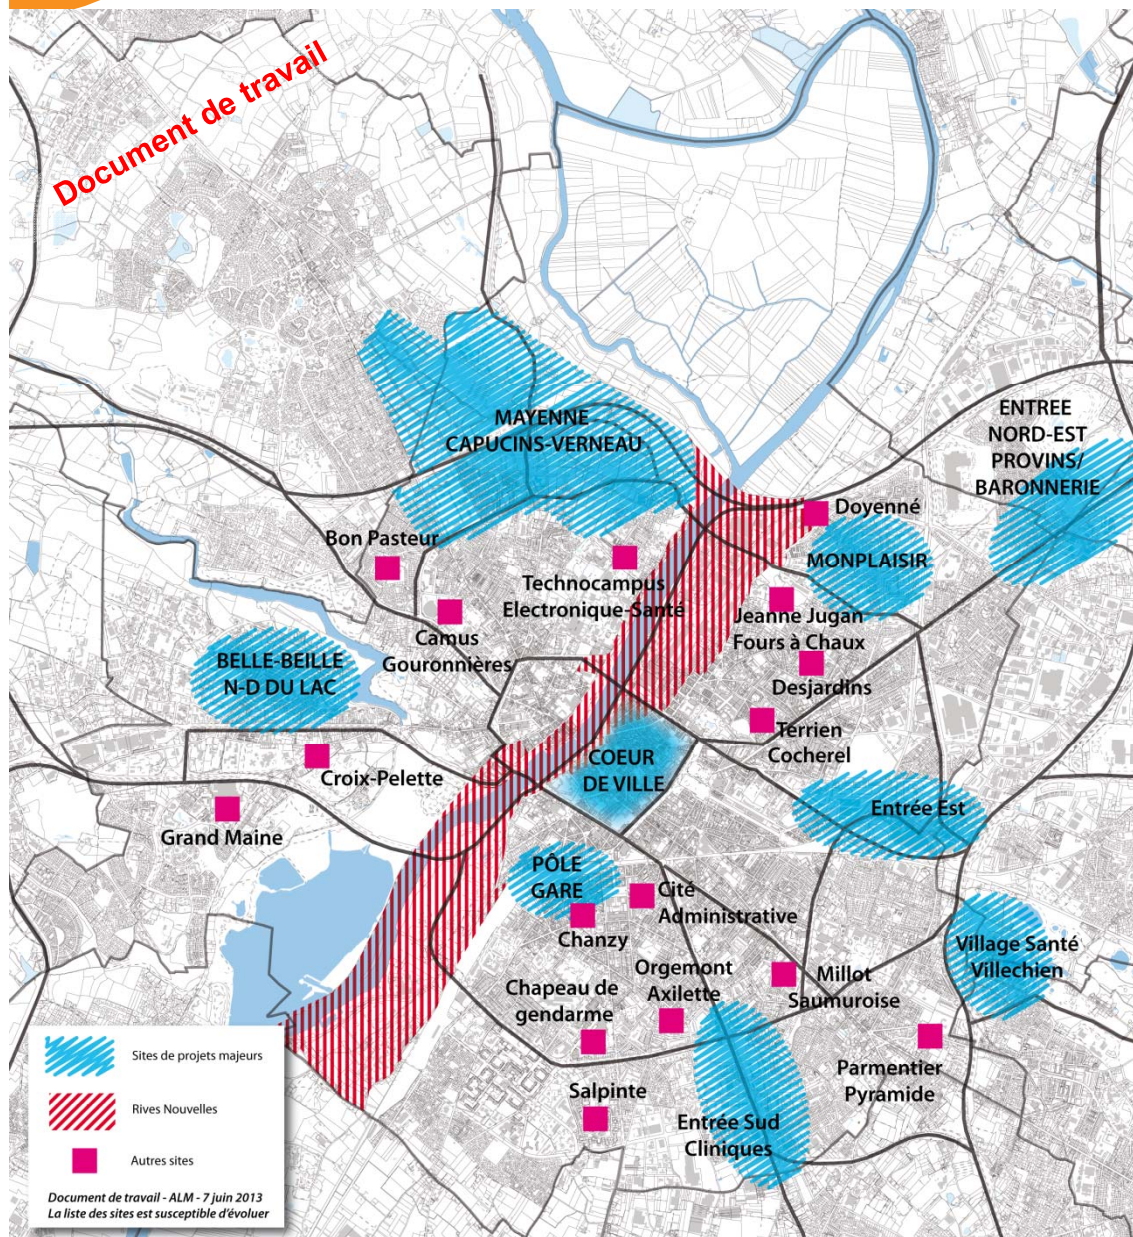 Document de travail
MAYENNE
CAPUCINS-VERNEAU
ENTREE
NORD-EST
PROVINS/
BARONNERIE
Doyenné
Bon Pasteur
MONPLAISIR
Technocampus
Electronique-Santé
Jeanne Jugan
Fours à Chaux
Camus
Gouronnières
BELLE-BEILLE
N-D DU LAC
Desjardins
Terrien
Cocherel
COEUR
DE VILLE
Croix-Pelette
Entrée Est
Grand Maine
PÔLE
GARE
Cité
Administrative
Chanzy
Village Santé
Villechien
Orgemont
Axilette
Millot
Saumuroise
Chapeau de
gendarme
Parmentier
Pyramide
Salpinte
Entrée Sud
Cliniques
Sites de projets majeurs
Rives Nouvelles
Autres sites
Document de travail - ALM - 7 juin 2013
La liste des sites est susceptible d'évoluer